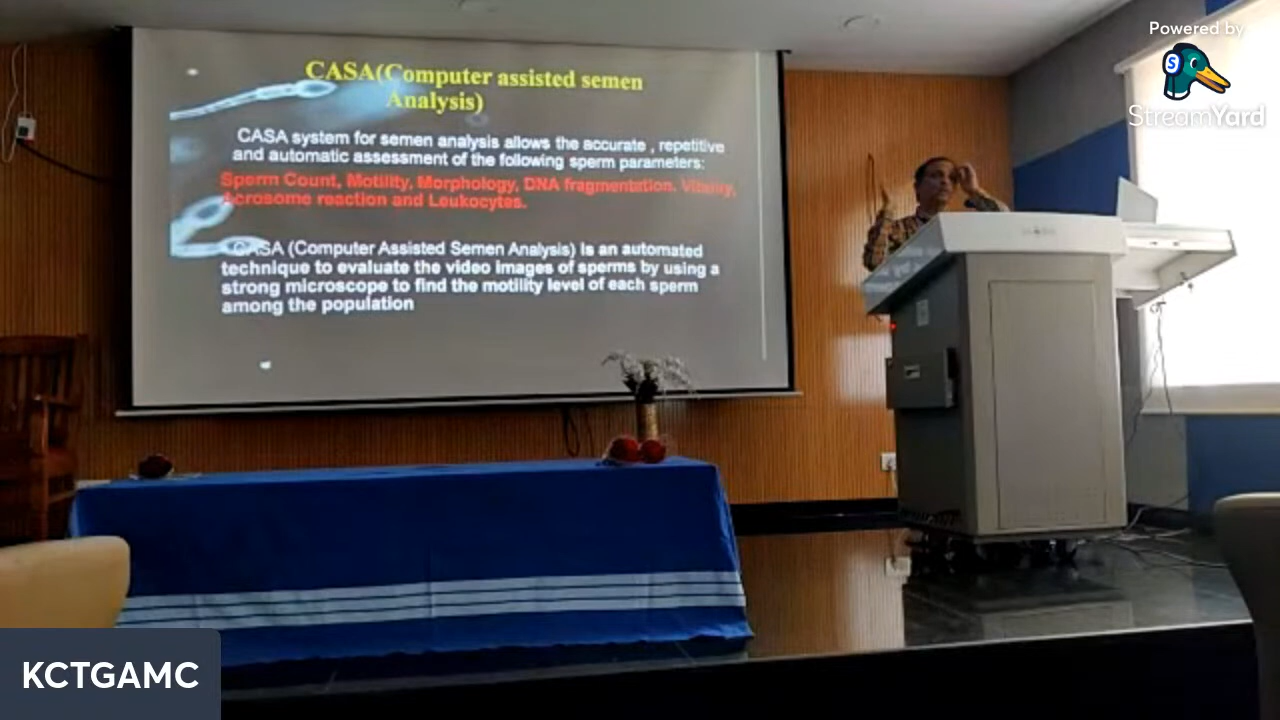 Powered by
StreamYard
CASA(Computer assisted semen
Analysis)
CASA system for semen analysis allows the accurate , repetitive
and automatic assessment of the following sperm parameters:
Sperm Count, Motility, Morphology, DNA fragmentation. Vitality,
Acrosome reaction and Leukocytes.
CASA (Computer Assisted Semen Analysis) is an automated
technique to evaluate the video images of sperms by using a
strong microscope to find the motility level of each sperm
among the population
KCTGAMC